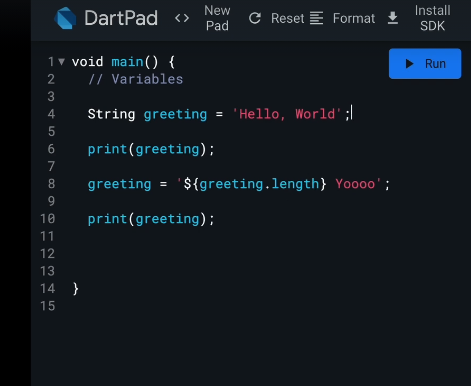 DartPad <> New Pad Reset Format Install SDK
Run
1 void main() {
2 // Variables
3
4 String greeting = 'Hello, World';
5
6 print(greeting);
7
8 greeting = '${greeting.length} Yoooo';
9
10 print(greeting);
11
12
13
14 }
15